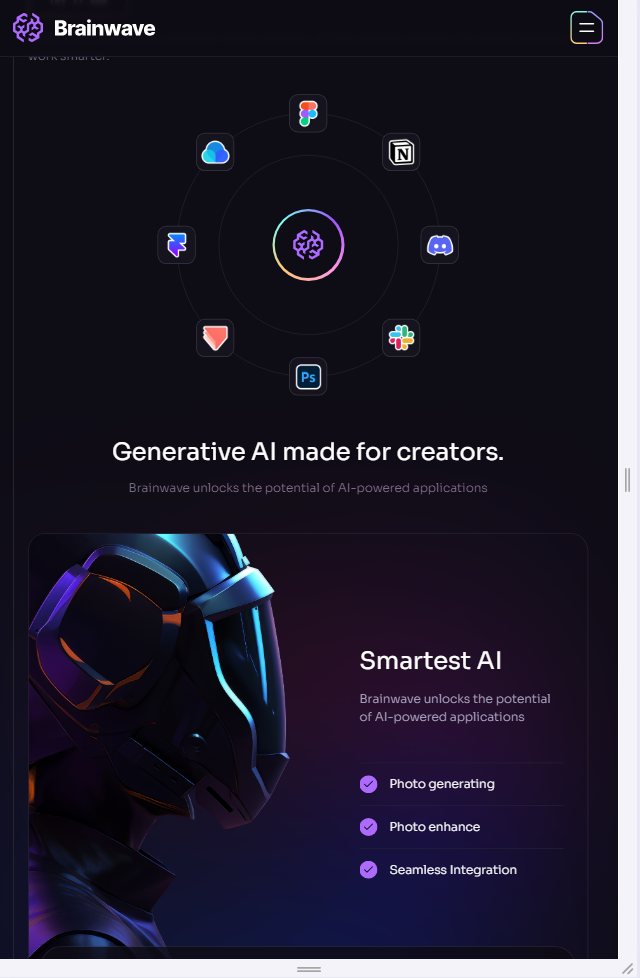 Brainwave
work smarter.
N
Ps
Generative AI made for creators.
Brainwave unlocks the potential of AI-powered applications
Smartest AI
Brainwave unlocks the potential
of AI-powered applications
Photo generating
Photo enhance
Seamless Integration